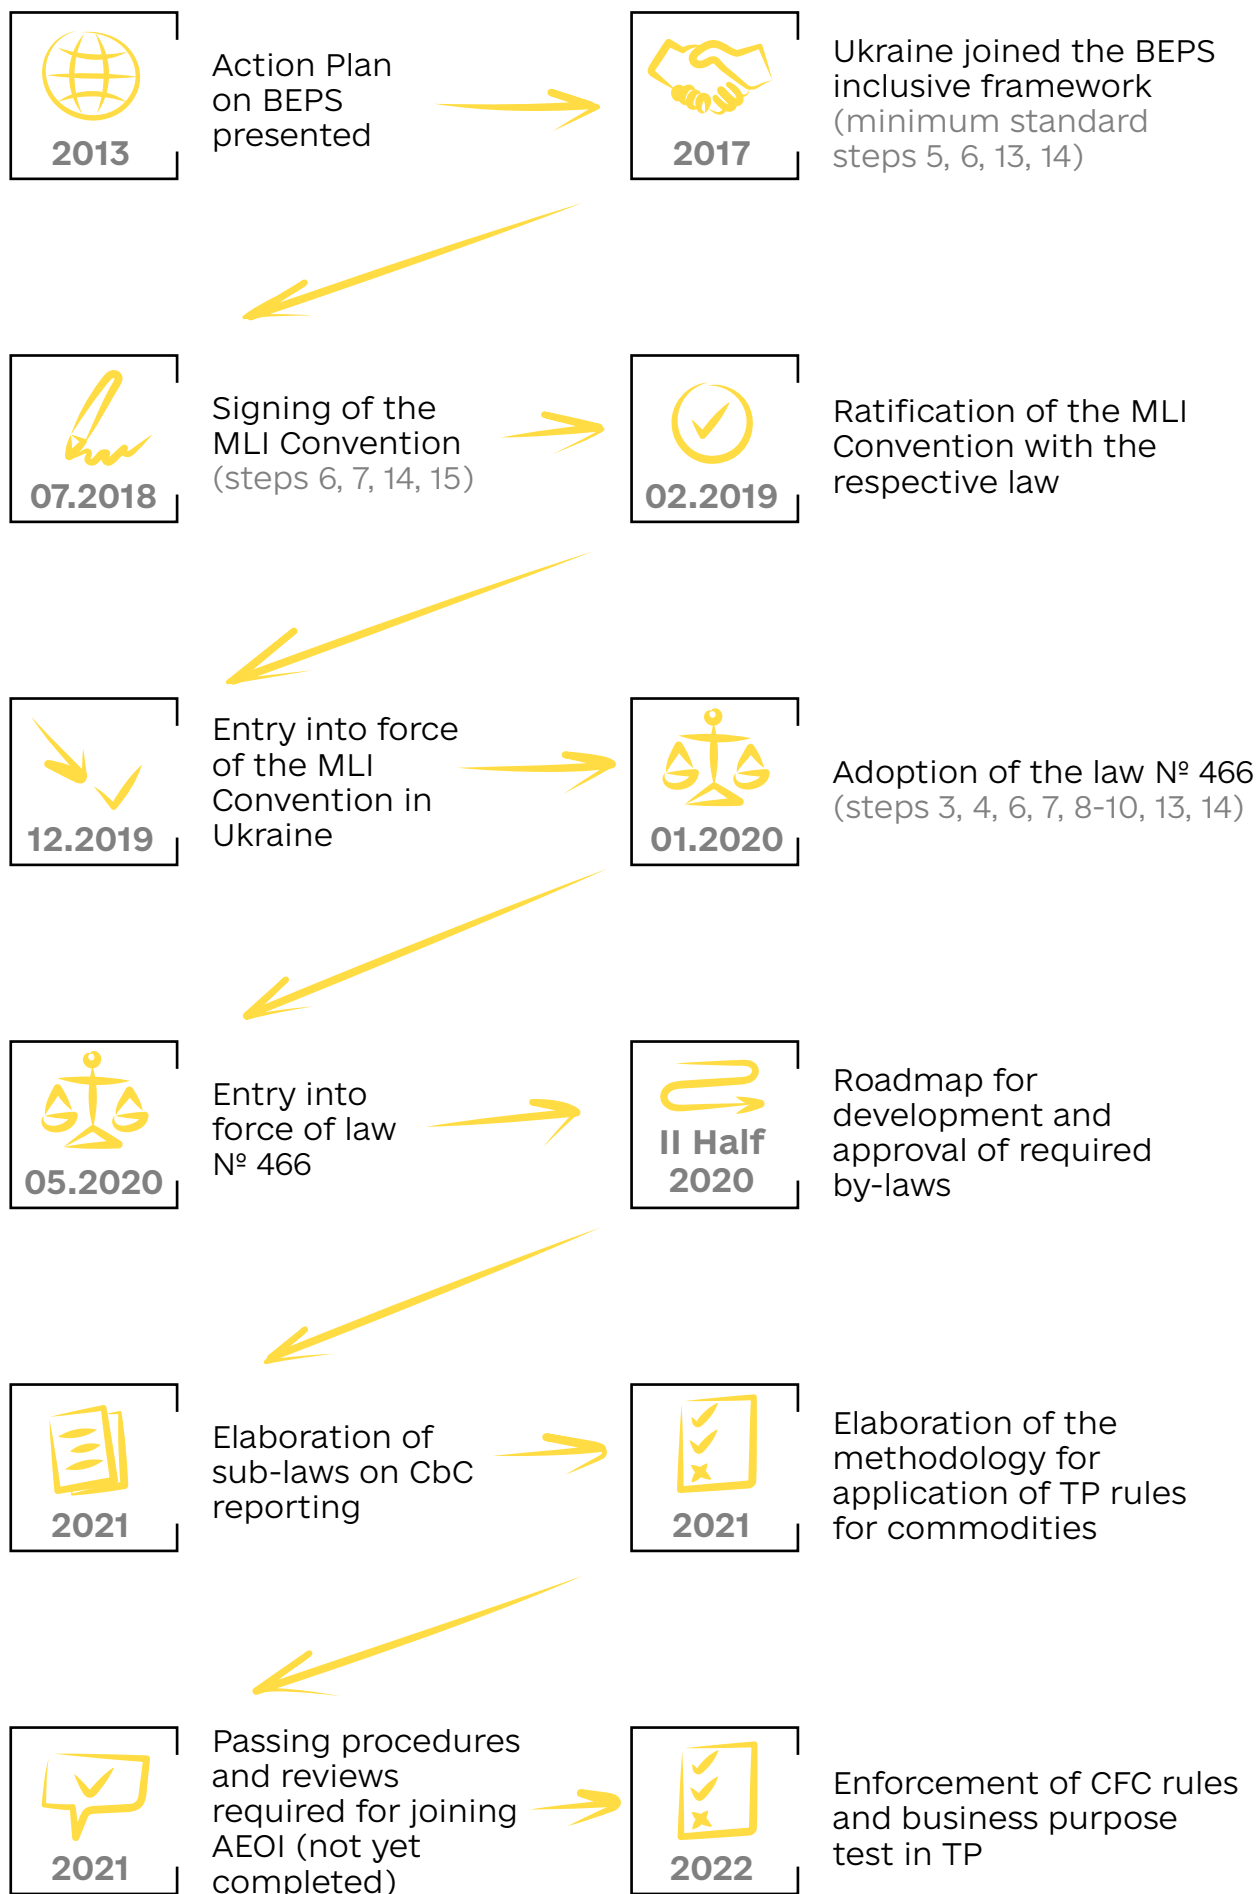 2013
Action Plan
on BEPS
presented
2017
Ukraine joined the BEPS
inclusive framework
(minimum standard
steps 5, 6, 13, 14)
07.2018
Signing of the
MLI Convention
(steps 6, 7, 14, 15)
02.2019
Ratification of the MLI
Convention with the
respective law
12.2019
Entry into force
of the MLI
Convention in
Ukraine
01.2020
Adoption of the law № 466
(steps 3, 4, 6, 7, 8-10, 13, 14)
05.2020
Entry into
force of law
№ 466
II Half
2020
Roadmap for
development and
approval of required
by-laws
2021
Elaboration of
sub-laws on CbC
reporting
2021
Elaboration of the
methodology for
application of TP rules
for commodities
2021
Passing procedures
and reviews
required for joining
AEOI (not yet
completed)
2022
Enforcement of CFC rules
and business purpose
test in TP